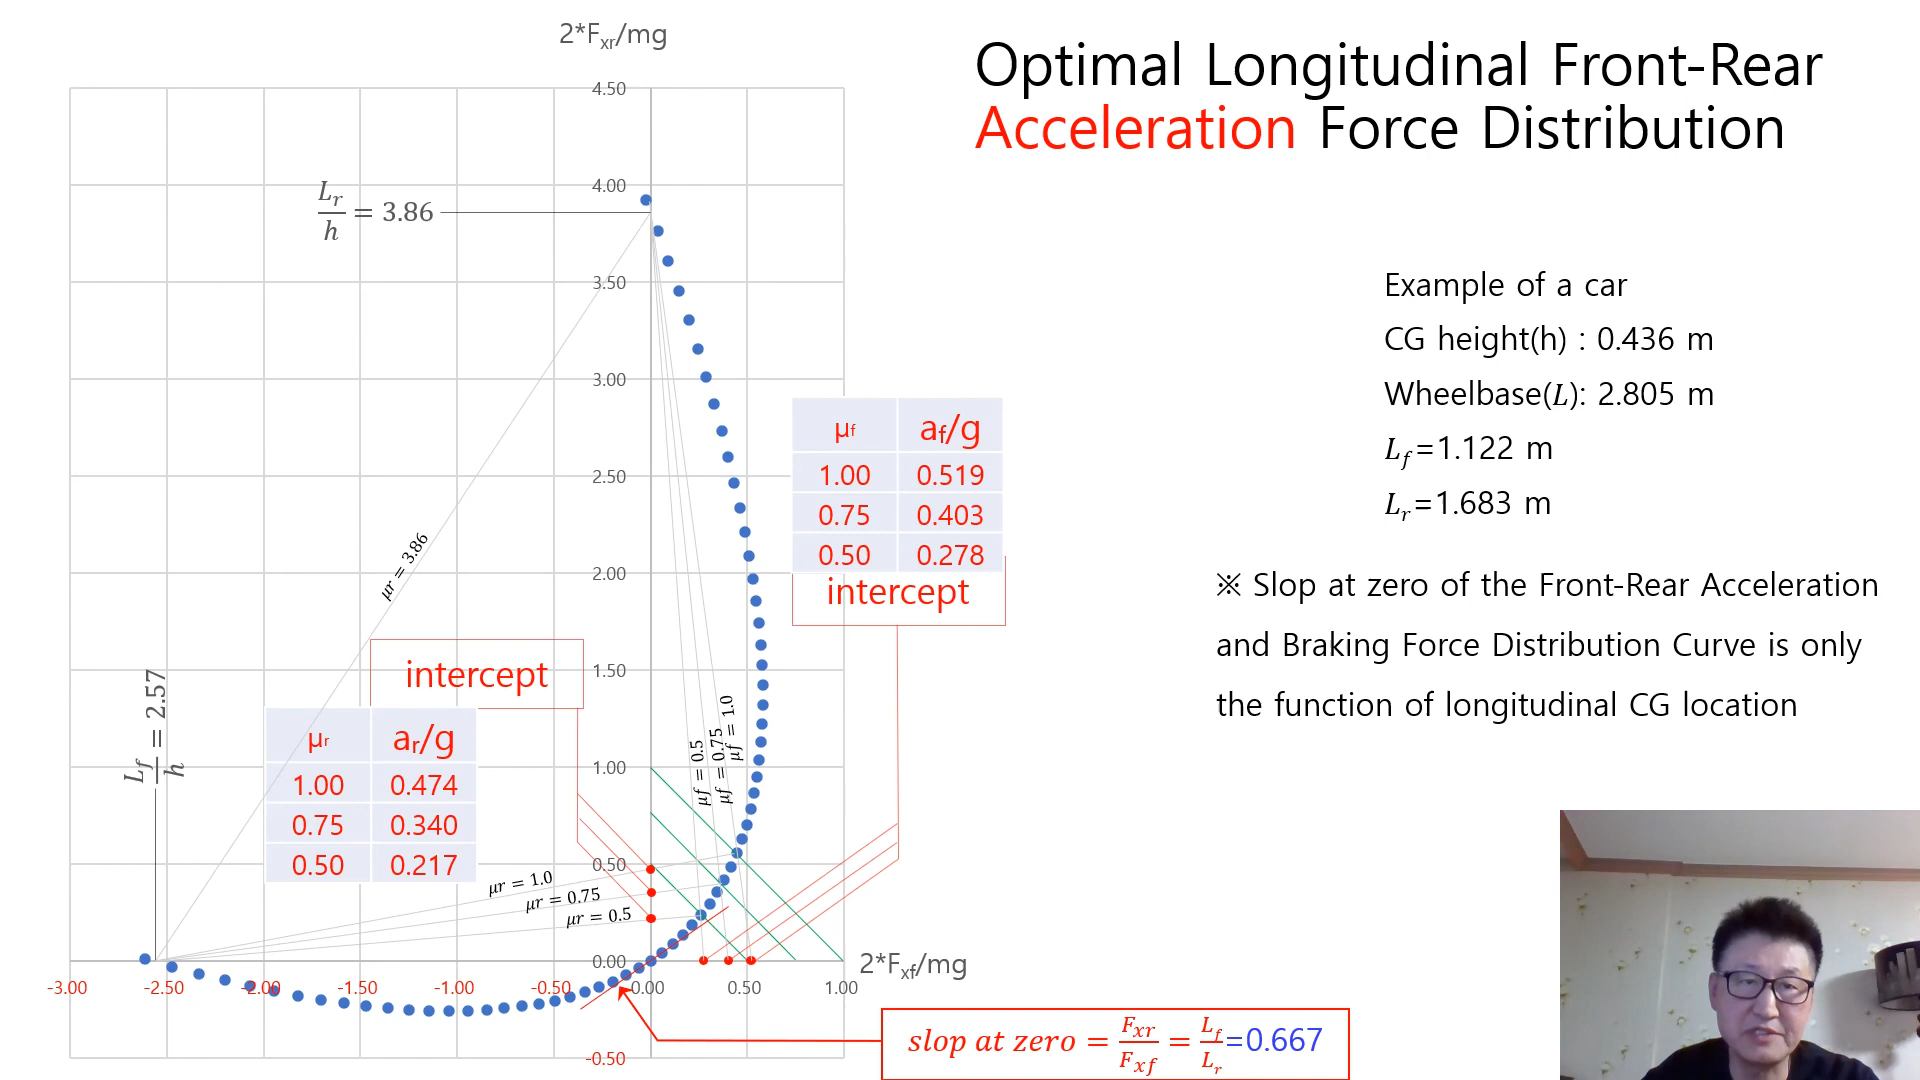 2*Fxr/mg
Optimal Longitudinal Front-Rear
Acceleration Force Distribution
4.50
4.00
3.50
3.00
2.50
2.00
1.50
1.00
0.50
0.00
-0.50
Lr/h = 3.86
μr = 3.86
Lf/h = 2.57
Example of a car
CG height(h) : 0.436 m
Wheelbase(L): 2.805 m
Lf=1.122 m
Lr=1.683 m
※ Slop at zero of the Front-Rear Acceleration
and Braking Force Distribution Curve is only
the function of longitudinal CG location
μf af/g
1.00 0.519
0.75 0.403
0.50 0.278
intercept
intercept
μr ar/g
1.00 0.474
0.75 0.340
0.50 0.217
μf = 0.5
μf = 0.75
μf = 1.0
μr = 1.0
μr = 0.75
μr = 0.5
2*Fxf/mg
-3.00 -2.50 -2.00 -1.50 -1.00 -0.50 0.00 0.50 1.00
slop at zero = Fxr/Fxf = Lf/Lr=0.667